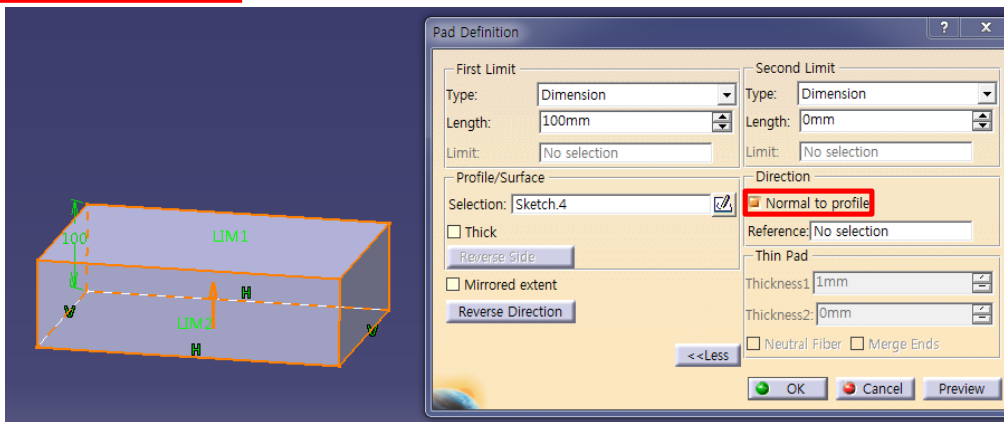 Pad Definition
? X
First Limit
Type: Dimension
Length: 100mm
Limit: No selection
Profile/Surface
Selection: Sketch.4
Thick
Reverse Side
Mirrored extent
Reverse Direction
<<Less
Second Limit
Type: Dimension
Length: 0mm
Limit: No selection
Direction
Normal to profile
Reference: No selection
Thin Pad
Thickness1 1mm
Thickness2: 0mm
Neutral Fiber Merge Ends
OK Cancel Preview
100
LIM1
H
LIM2
V
V
H